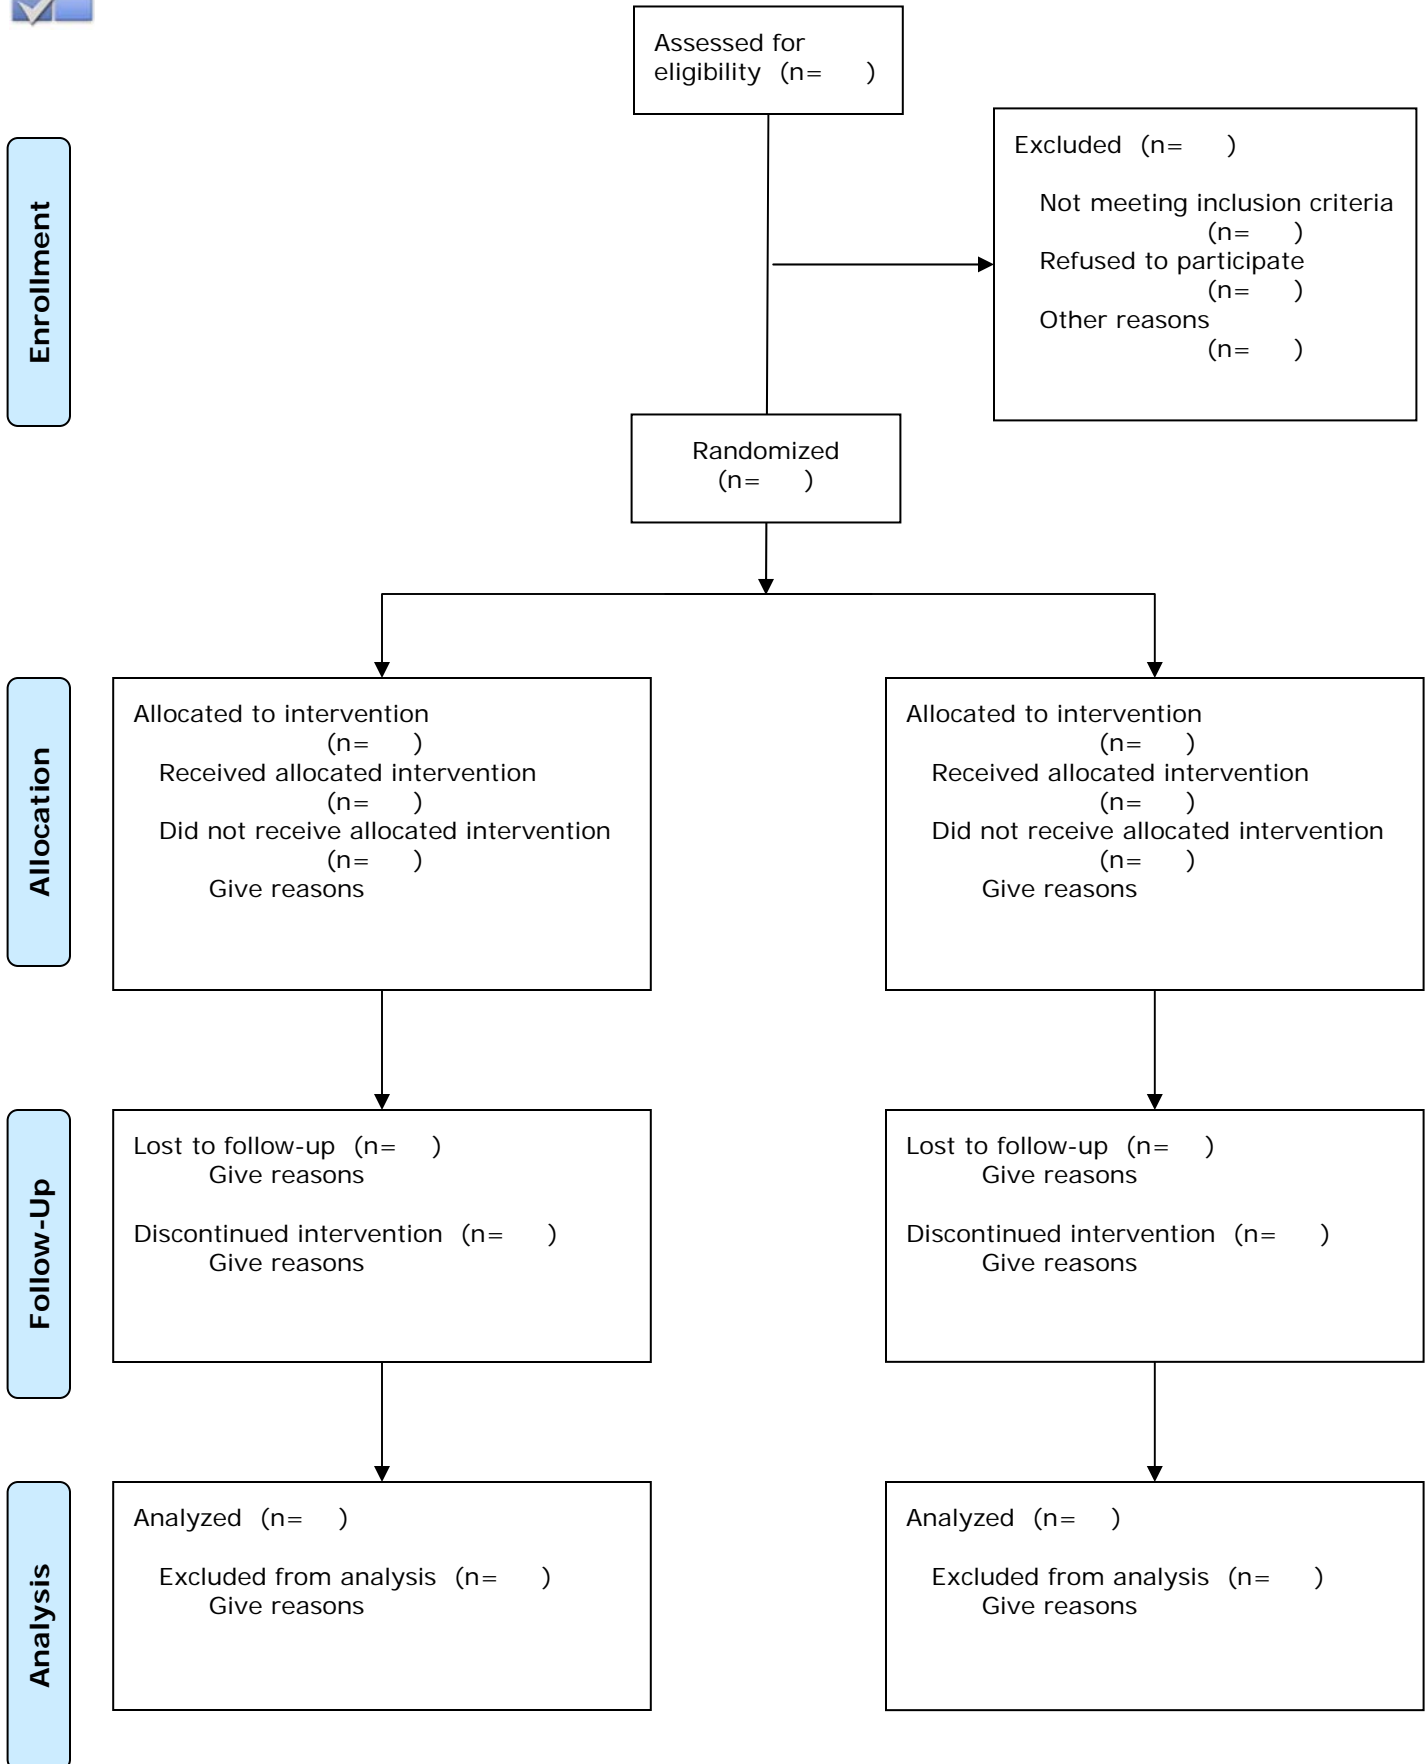 Assessed for
eligibility (n= )
Enrollment
Excluded (n= )
Not meeting inclusion criteria
(n= )
Refused to participate
(n= )
Other reasons
(n= )
Randomized
(n= )
Allocation
Allocated to intervention
(n= )
Received allocated intervention
(n= )
Did not receive allocated intervention
(n= )
Give reasons
Allocated to intervention
(n= )
Received allocated intervention
(n= )
Did not receive allocated intervention
(n= )
Give reasons
Follow-Up
Lost to follow-up (n= )
Give reasons
Discontinued intervention (n= )
Give reasons
Lost to follow-up (n= )
Give reasons
Discontinued intervention (n= )
Give reasons
Analysis
Analyzed (n= )
Excluded from analysis (n= )
Give reasons
Analyzed (n= )
Excluded from analysis (n= )
Give reasons